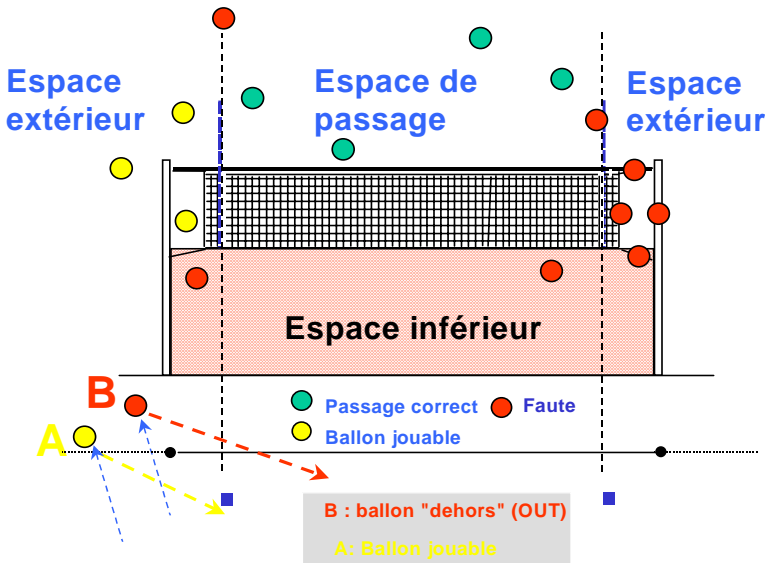 Espace
extérieur
Espace de
passage
Espace
extérieur
Espace inférieur
B
A
Passage correct
Faute
Ballon jouable
B : ballon "dehors" (OUT)
A: Ballon jouable